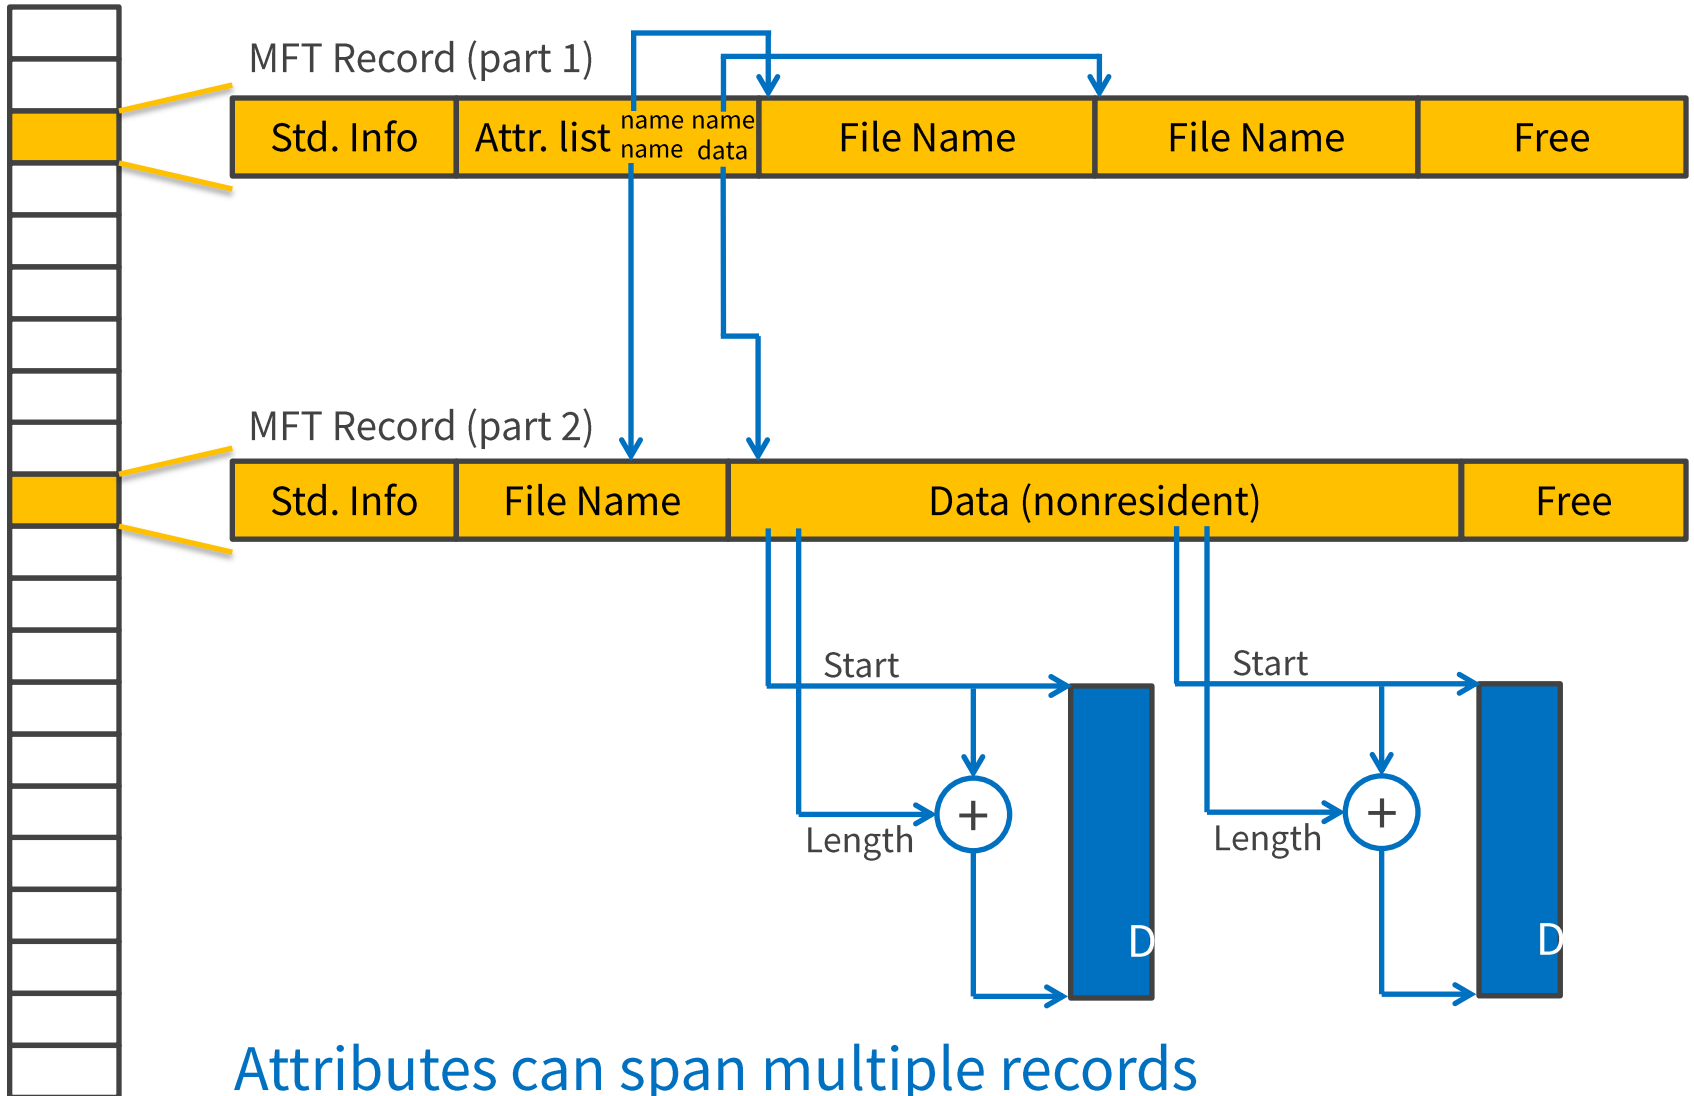 MFT Record (part 1)
Std. Info
Attr. list
name name
name data
File Name
File Name
Free
MFT Record (part 2)
Std. Info
File Name
Data (nonresident)
Free
Start
+
Length
D
Start
+
Length
D
Attributes can span multiple records